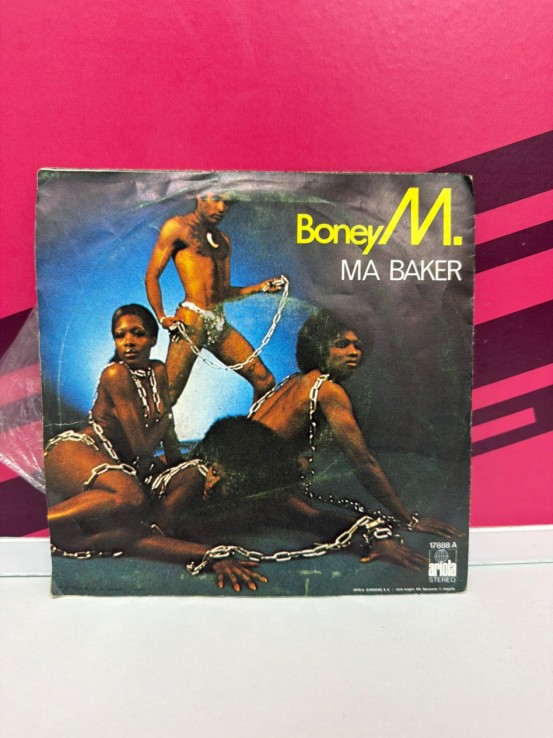 Boney M.
MA BAKER
17888 A
ariola
STEREO